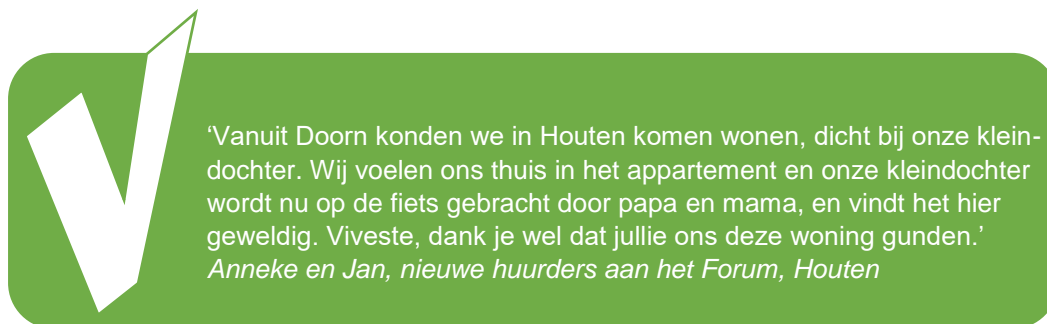 ‘Vanuit Doorn konden we in Houten komen wonen, dicht bij onze klein-
dochter. Wij voelen ons thuis in het appartement en onze kleindochter
wordt nu op de fiets gebracht door papa en mama, en vindt het hier
geweldig. Viveste, dank je wel dat jullie ons deze woning gunden.’
Anneke en Jan, nieuwe huurders aan het Forum, Houten